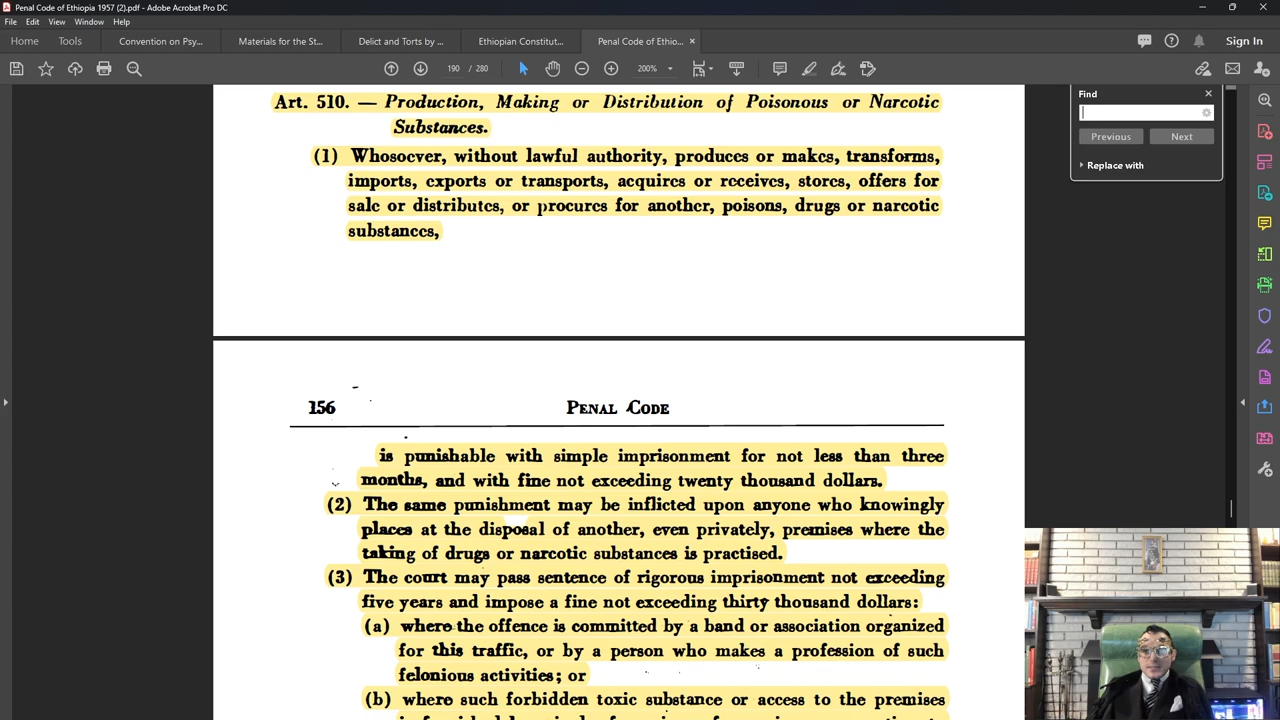 Penal Code of Ethiopia 1957 (2).pdf - Adobe Acrobat Pro DC
File Edit View Window Help
Home Tools Convention on Psy... Materials for the St... Delict and Torts by ... Ethiopian Constitut... Penal Code of Ethio... × Sign In
190 / 280 200%
Find
Previous Next
Replace with
Art. 510. — Production, Making or Distribution of Poisonous or Narcotic
Substances.
(1) Whosoever, without lawful authority, produces or makes, transforms,
imports, exports or transports, acquires or receives, stores, offers for
sale or distributes, or procures for another, poisons, drugs or narcotic
substances,
156 PENAL CODE
is punishable with simple imprisonment for not less than three
months, and with fine not exceeding twenty thousand dollars.
(2) The same punishment may be inflicted upon anyone who knowingly
places at the disposal of another, even privately, premises where the
taking of drugs or narcotic substances is practised.
(3) The court may pass sentence of rigorous imprisonment not exceeding
five years and impose a fine not exceeding thirty thousand dollars:
(a) where the offence is committed by a band or association organized
for this traffic, or by a person who makes a profession of such
felonious activities; or
(b) where such forbidden toxic substance or access to the premises